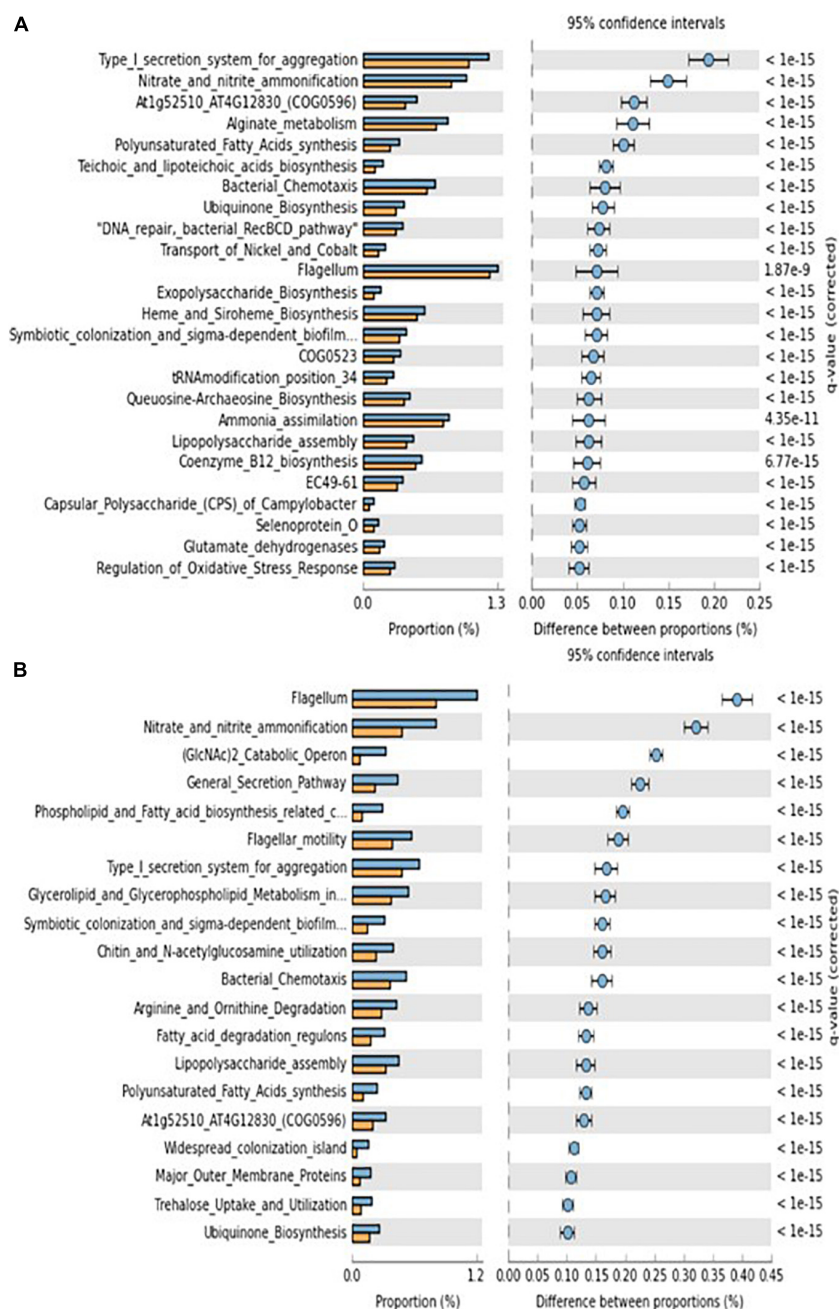 A
95% confidence intervals
Type_I_secretion_system_for_aggregation < 1e-15
Nitrate_and_nitrite_ammonification < 1e-15
At1g52510_AT4G12830_(COG0596) < 1e-15
Alginate_metabolism < 1e-15
Polyunsaturated_Fatty_Acids_synthesis < 1e-15
Teichoic_and_lipoteichoic_acids_biosynthesis < 1e-15
Bacterial_Chemotaxis < 1e-15
Ubiquinone_Biosynthesis < 1e-15
"DNA_repair,_bacterial_RecBCD_pathway" < 1e-15
Transport_of_Nickel_and_Cobalt < 1e-15
Flagellum 1.87e-9
Exopolysaccharide_Biosynthesis < 1e-15
Heme_and_Siroheme_Biosynthesis < 1e-15
Symbiotic_colonization_and_sigma-dependent_biofilm... < 1e-15
COG0523 < 1e-15
tRNAmodification_position_34 < 1e-15
Queuosine-Archaeosine_Biosynthesis < 1e-15
Ammonia_assimilation 4.35e-11
Lipopolysaccharide_assembly < 1e-15
Coenzyme_B12_biosynthesis 6.77e-15
EC49-61 < 1e-15
Capsular_Polysaccharide_(CPS)_of_Campylobacter < 1e-15
Selenoprotein_O < 1e-15
Glutamate_dehydrogenases < 1e-15
Regulation_of_Oxidative_Stress_Response < 1e-15
q-value (corrected)
0.0 1.3 0.00 0.05 0.10 0.15 0.20 0.25
Proportion (%) Difference between proportions (%)
95% confidence intervals
B
Flagellum < 1e-15
Nitrate_and_nitrite_ammonification < 1e-15
(GlcNAc)2_Catabolic_Operon < 1e-15
General_Secretion_Pathway < 1e-15
Phospholipid_and_Fatty_acid_biosynthesis_related_c... < 1e-15
Flagellar_motility < 1e-15
Type_I_secretion_system_for_aggregation < 1e-15
Glycerolipid_and_Glycerophospholipid_Metabolism_in... < 1e-15
Symbiotic_colonization_and_sigma-dependent_biofilm... < 1e-15
Chitin_and_N-acetylglucosamine_utilization < 1e-15
Bacterial_Chemotaxis < 1e-15
Arginine_and_Ornithine_Degradation < 1e-15
Fatty_acid_degradation_regulons < 1e-15
Lipopolysaccharide_assembly < 1e-15
Polyunsaturated_Fatty_Acids_synthesis < 1e-15
At1g52510_AT4G12830_(COG0596) < 1e-15
Widespread_colonization_island < 1e-15
Major_Outer_Membrane_Proteins < 1e-15
Trehalose_Uptake_and_Utilization < 1e-15
Ubiquinone_Biosynthesis < 1e-15
q-value (corrected)
0.0 1.2 0.00 0.05 0.10 0.15 0.20 0.25 0.30 0.35 0.40 0.45
Proportion (%) Difference between proportions (%)